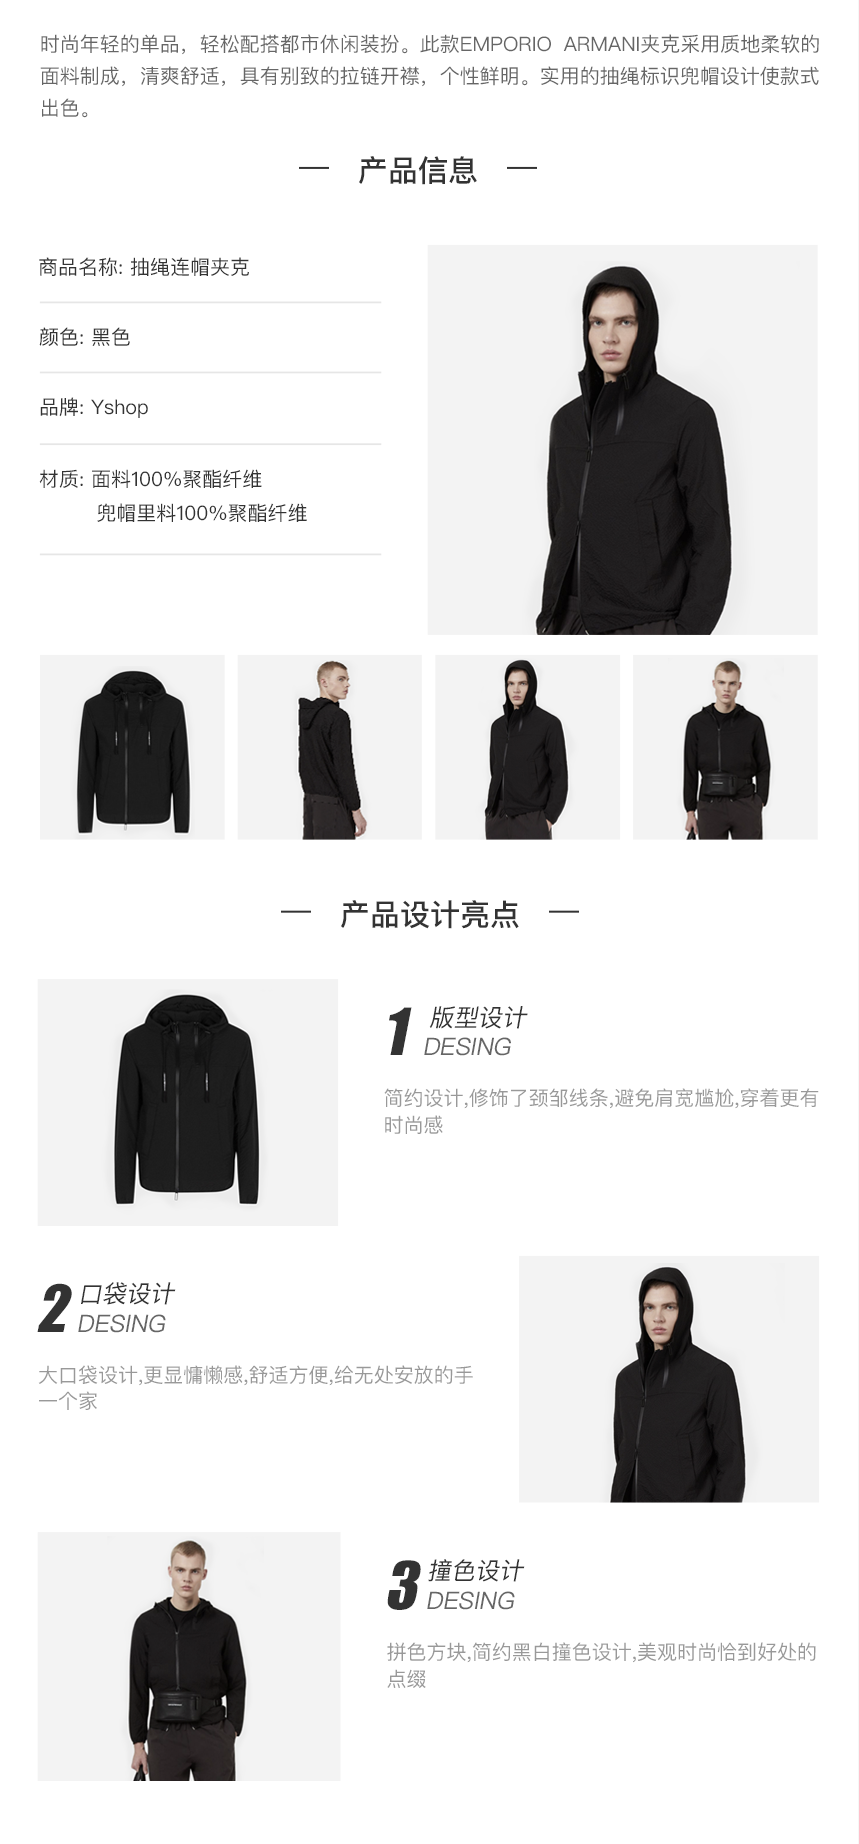 时尚年轻的单品，轻松配搭都市休闲装扮。此款EMPORIO ARMANI夹克采用质地柔软的
面料制成，清爽舒适，具有别致的拉链开襟，个性鲜明。实用的抽绳标识兜帽设计使款式
出色。
— 产品信息 —
商品名称: 抽绳连帽夹克
颜色: 黑色
品牌: Yshop
材质: 面料100%聚酯纤维
兜帽里料100%聚酯纤维
— 产品设计亮点 —
1 版型设计
DESING
简约设计,修饰了颈邹线条,避免肩宽尴尬,穿着更有
时尚感
2 口袋设计
DESING
大口袋设计,更显慵懒感,舒适方便,给无处安放的手
一个家
3 撞色设计
DESING
拼色方块,简约黑白撞色设计,美观时尚恰到好处的
点缀